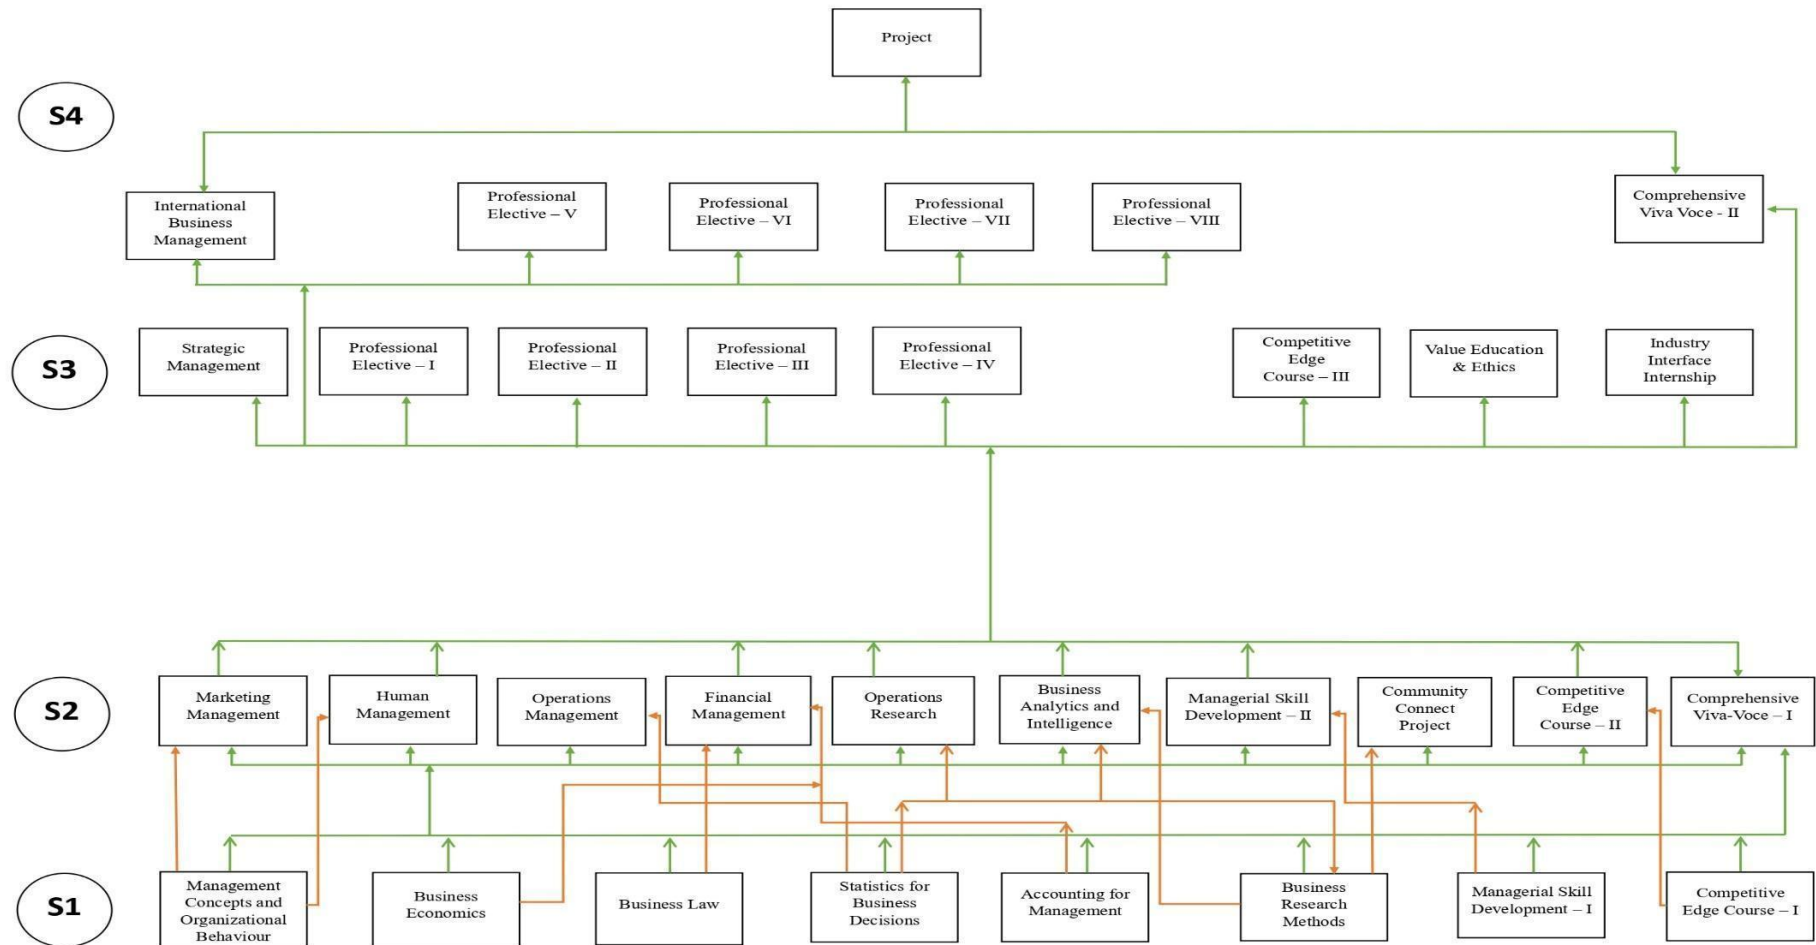 Project
S4
International
Business
Management
Professional
Elective – V
Professional
Elective – VI
Professional
Elective – VII
Professional
Elective – VIII
Comprehensive
Viva Voce - II
S3
Strategic
Management
Professional
Elective – I
Professional
Elective – II
Professional
Elective – III
Professional
Elective – IV
Competitive
Edge
Course – III
Value Education
& Ethics
Industry
Interface
Internship
S2
Marketing
Management
Human
Management
Operations
Management
Financial
Management
Operations
Research
Business
Analytics and
Intelligence
Managerial Skill
Development – II
Community
Connect
Project
Competitive
Edge
Course – II
Comprehensive
Viva-Voce – I
S1
Management
Concepts and
Organizational
Behaviour
Business
Economics
Business Law
Statistics for
Business
Decisions
Accounting for
Management
Business
Research
Methods
Managerial Skill
Development – I
Competitive
Edge Course – I